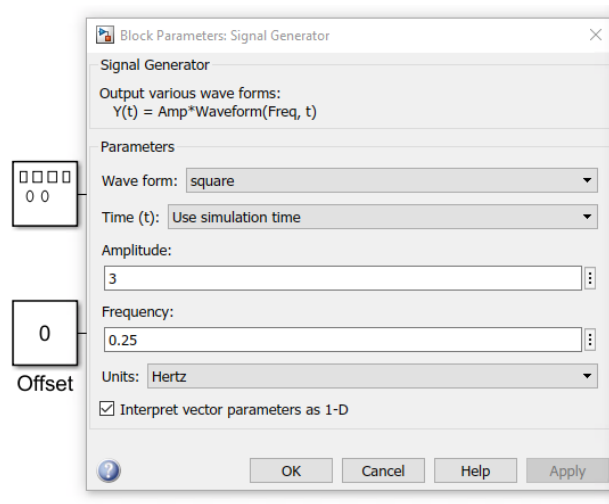 Block Parameters: Signal Generator
Signal Generator
Output various wave forms:
Y(t) = Amp*Waveform(Freq, t)
Parameters
Wave form: square
Time (t): Use simulation time
Amplitude:
3
Frequency:
0.25
Units: Hertz
Interpret vector parameters as 1-D
OK Cancel Help Apply
0
Offset